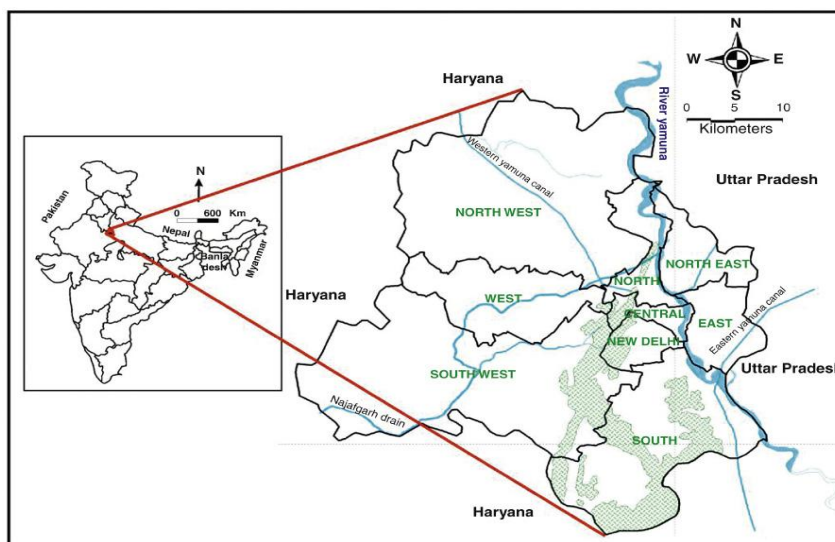 N
W
E
S
0
5
10
Kilometers
Haryana
River yamuna
Western yamuna canal
Uttar Pradesh
NORTH WEST
N
0 600 Km
Pakistan
Nepal
Bangla
desh
Myanmar
NORTH EAST
NORTH
Haryana
WEST
CENTRAL
EAST
Eastern yamuna canal
NEW DELHI
Uttar Pradesh
SOUTH WEST
Najafgarh drain
SOUTH
Haryana